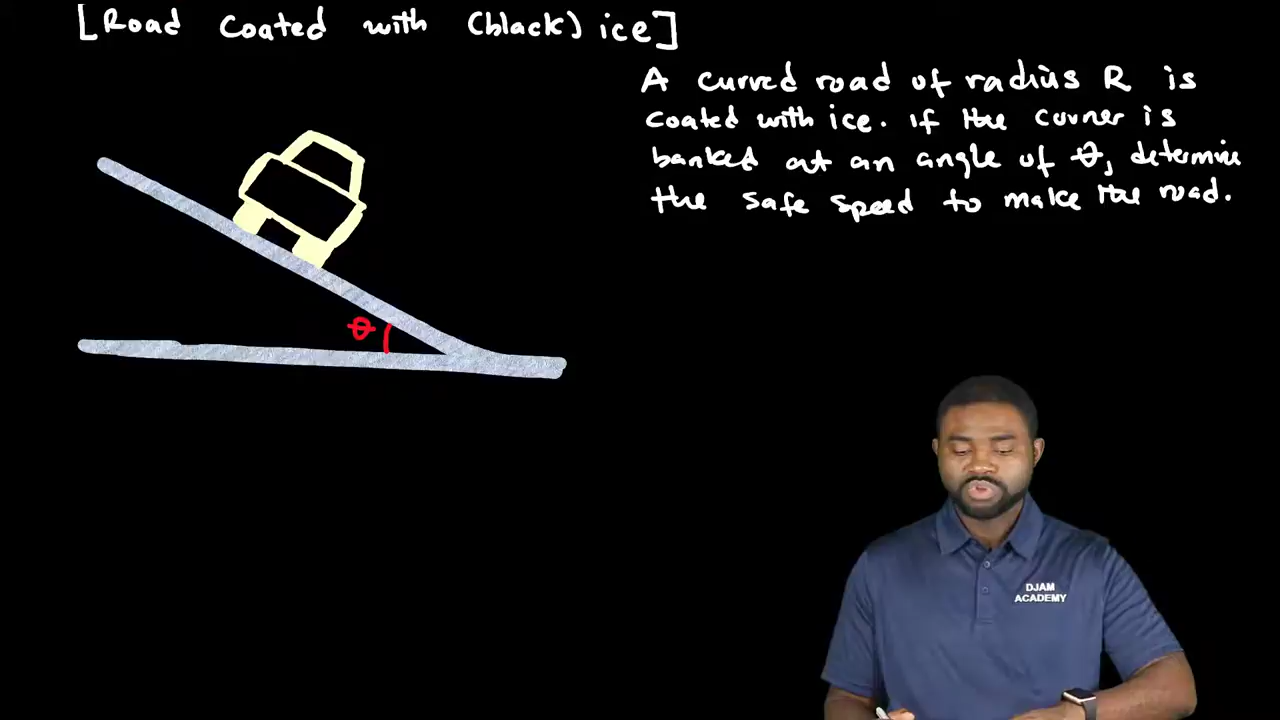 [Road Coated with (black) ice]
A curved road of radius R is
coated with ice. If the corner is
banked at an angle of θ, determine
the safe speed to make the road.
θ
DJAM
ACADEMY